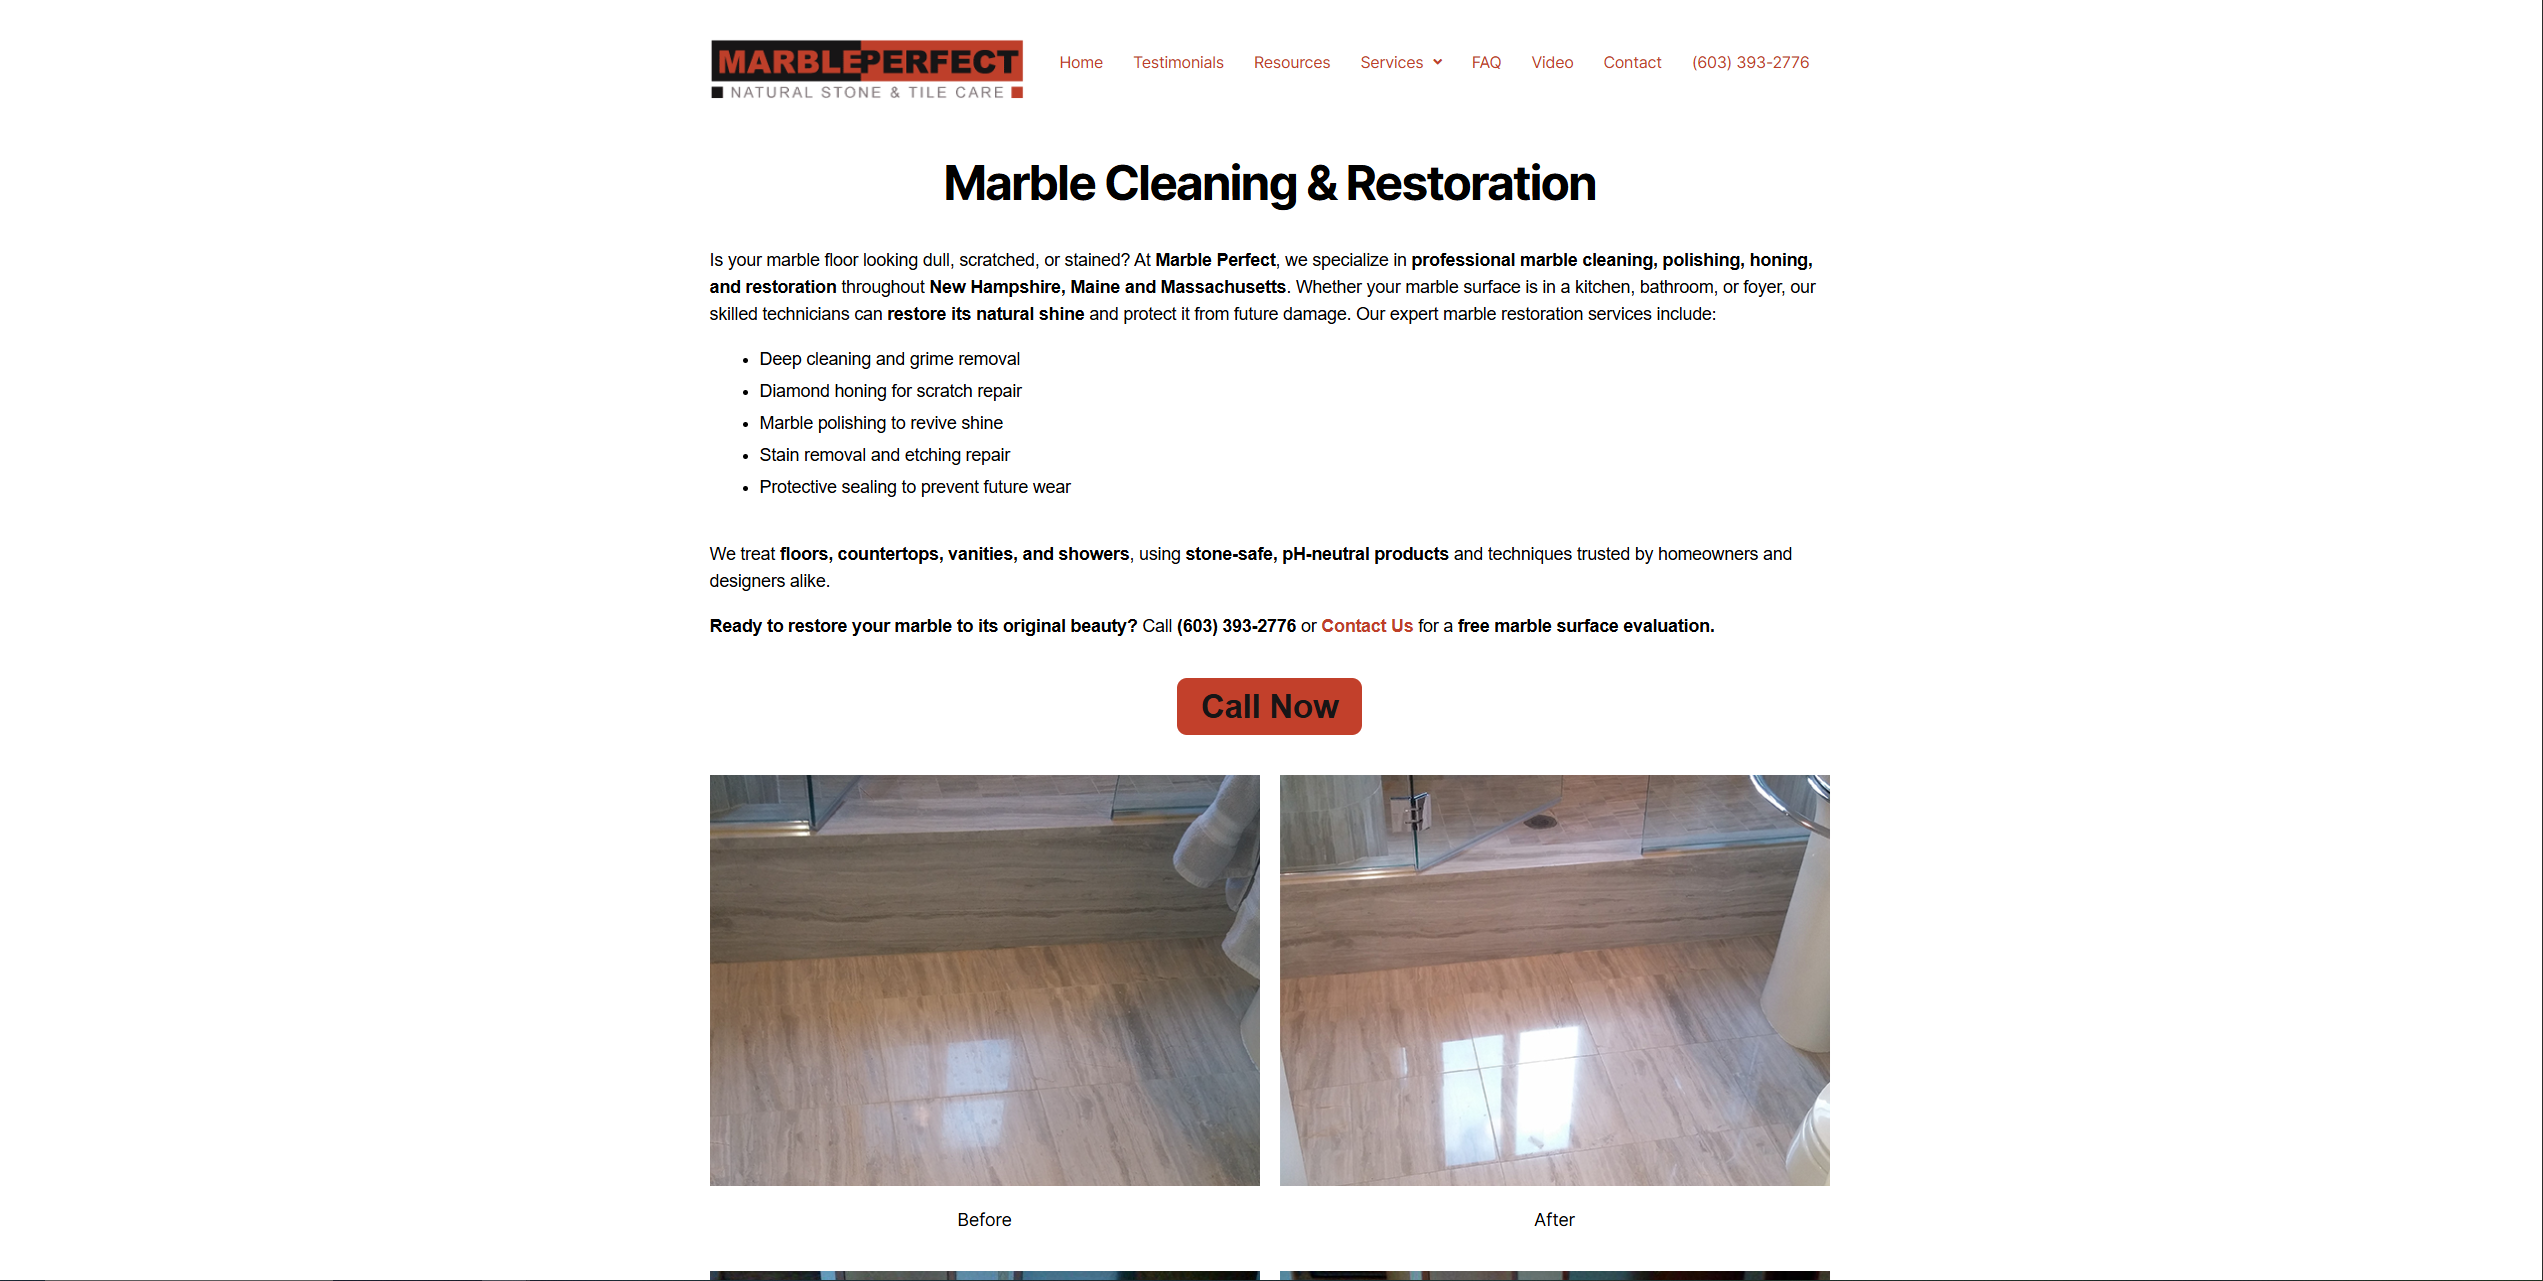 MARBLEPERFECT
NATURAL STONE & TILE CARE
Home Testimonials Resources Services FAQ Video Contact (603) 393-2776
Marble Cleaning & Restoration
Is your marble floor looking dull, scratched, or stained? At Marble Perfect, we specialize in professional marble cleaning, polishing, honing,
and restoration throughout New Hampshire, Maine and Massachusetts. Whether your marble surface is in a kitchen, bathroom, or foyer, our
skilled technicians can restore its natural shine and protect it from future damage. Our expert marble restoration services include:
• Deep cleaning and grime removal
• Diamond honing for scratch repair
• Marble polishing to revive shine
• Stain removal and etching repair
• Protective sealing to prevent future wear
We treat floors, countertops, vanities, and showers, using stone-safe, pH-neutral products and techniques trusted by homeowners and
designers alike.
Ready to restore your marble to its original beauty? Call (603) 393-2776 or Contact Us for a free marble surface evaluation.
Call Now
Before
After